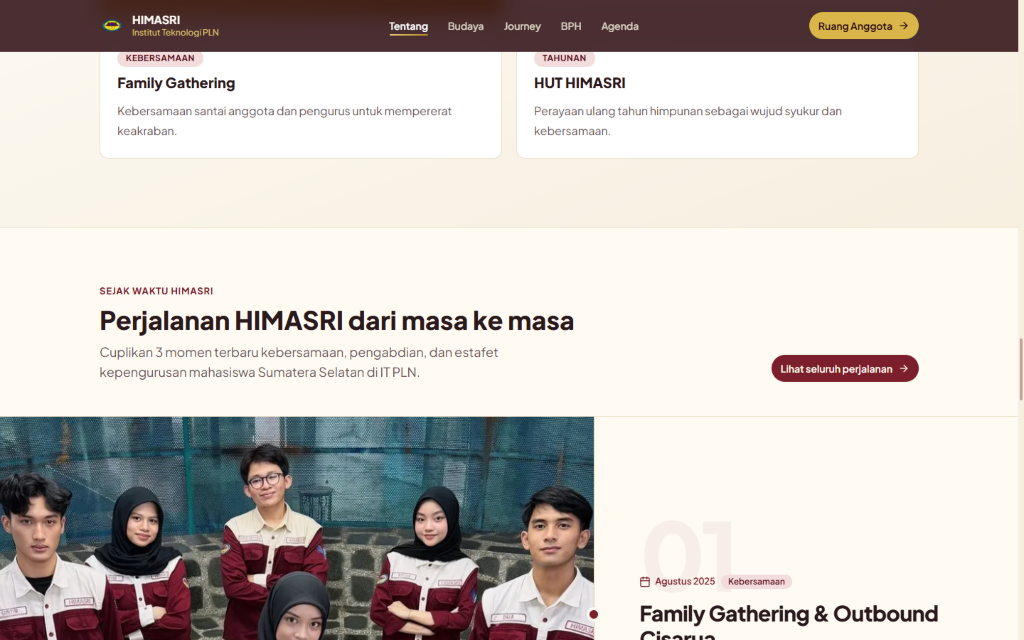 HIMASRI
Institut Teknologi PLN
Tentang
Budaya
Journey
BPH
Agenda
Ruang Anggota
KEBERSAMAAN
Family Gathering
Kebersamaan santai anggota dan pengurus untuk mempererat
keakraban.
TAHUNAN
HUT HIMASRI
Perayaan ulang tahun himpunan sebagai wujud syukur dan
kebersamaan.
SEJAK WAKTU HIMASRI
Perjalanan HIMASRI dari masa ke masa
Cuplikan 3 momen terbaru kebersamaan, pengabdian, dan estafet
kepengurusan mahasiswa Sumatera Selatan di IT PLN.
Lihat seluruh perjalanan
01
Agustus 2025
Kebersamaan
Family Gathering & Outbound
Cisarua